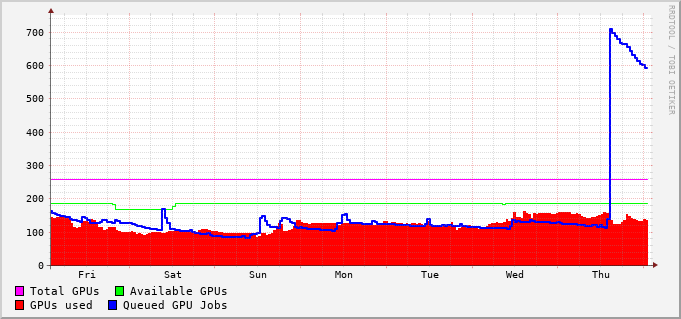 RRDTOOL / TOBI OETIKER
700
600
500
400
300
200
100
0
Fri Sat Sun Mon Tue Wed Thu
Total GPUs Available GPUs
GPUs used Queued GPU Jobs